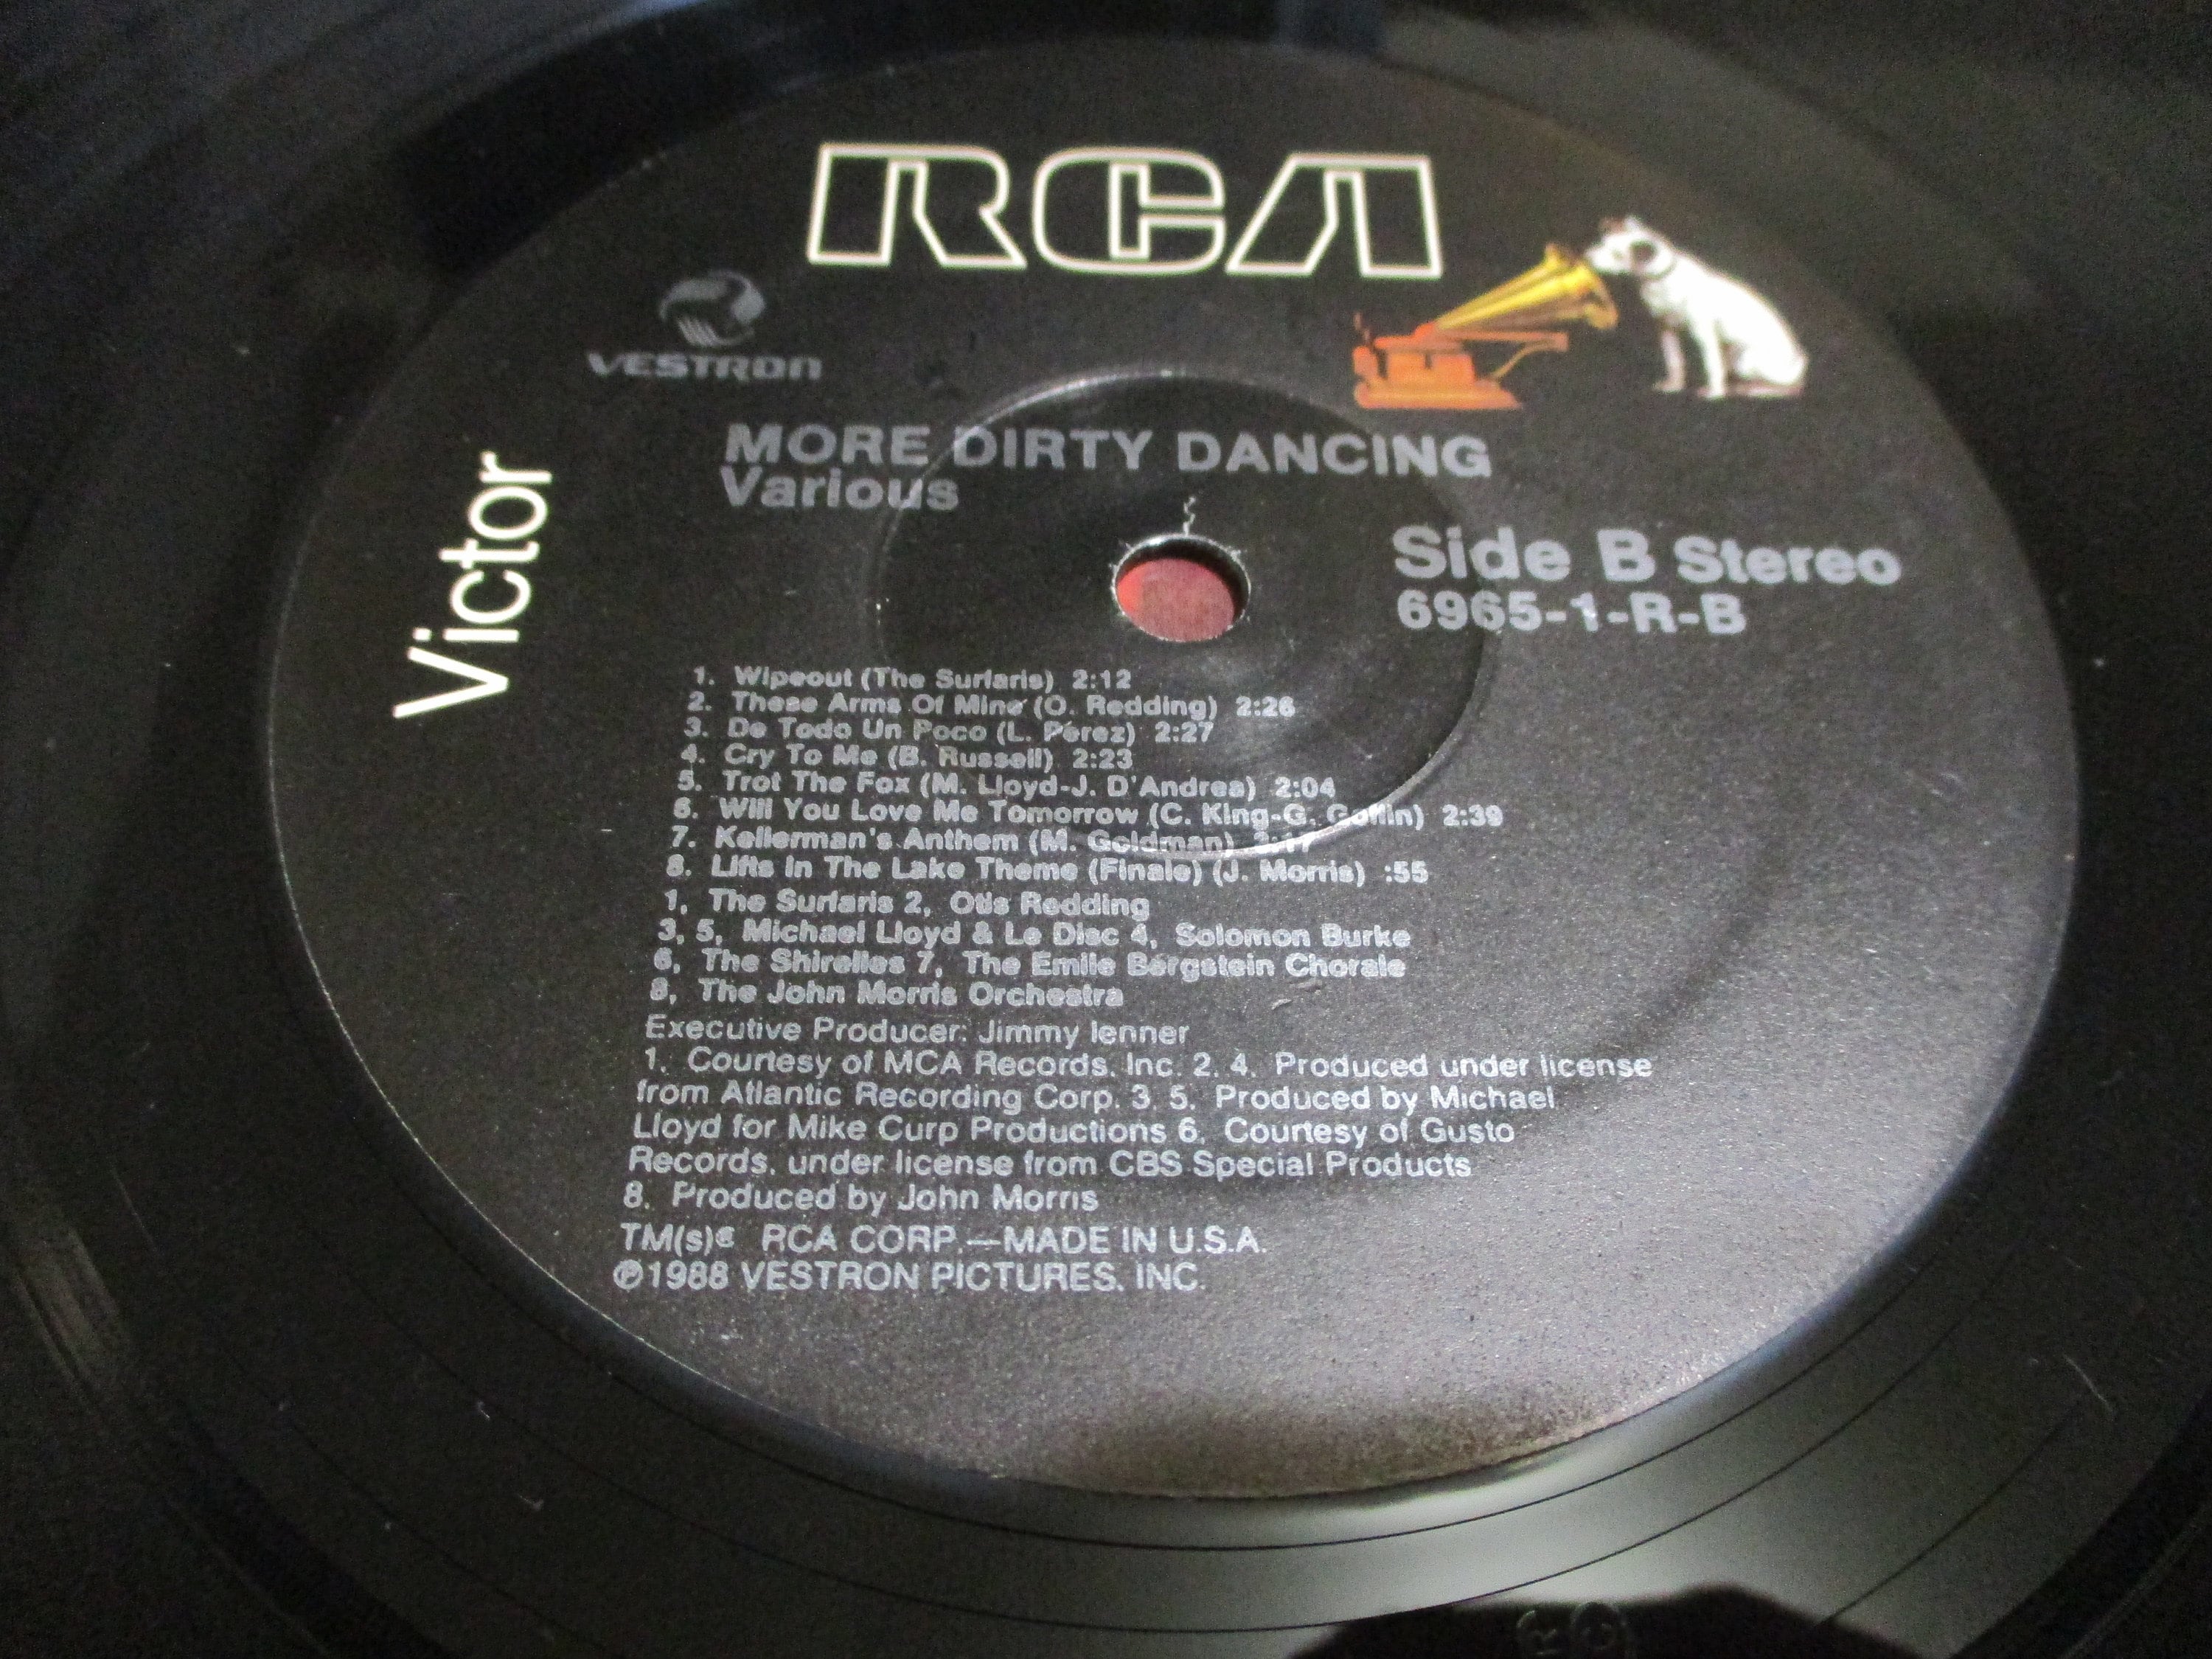 RCA
VESTRON
Victor
MORE DIRTY DANCING
Various
Side B Stereo
6965-1-R-B
1. Wipeout (The Surfaris) 2:12
2. These Arms Of Mine (O. Redding) 2:26
3. De Todo Un Poco (L. Perez) 2:27
4. Cry To Me (B. Russell) 2:23
5. Trot The Fox (M. Lloyd-J. D'Andrea) 2:04
6. Will You Love Me Tomorrow (C. King-G. Goffin) 2:39
7. Kellerman's Anthem (M. Goldman) 3:17
8. Lifts In The Lake Theme (Finale) (J. Morris) :55
1, The Surfaris 2, Otis Redding
3, 5, Michael Lloyd & Le Disc 4, Solomon Burke
6, The Shirelles 7, The Emile Bergstein Chorale
8, The John Morris Orchestra
Executive Producer: Jimmy Ienner
1. Courtesy of MCA Records, Inc. 2, 4. Produced under license
from Atlantic Recording Corp. 3, 5. Produced by Michael
Lloyd for Mike Curp Productions 6. Courtesy of Gusto
Records, under license from CBS Special Products
8. Produced by John Morris
TM(s)® RCA CORP.—MADE IN U.S.A.
℗1988 VESTRON PICTURES, INC.